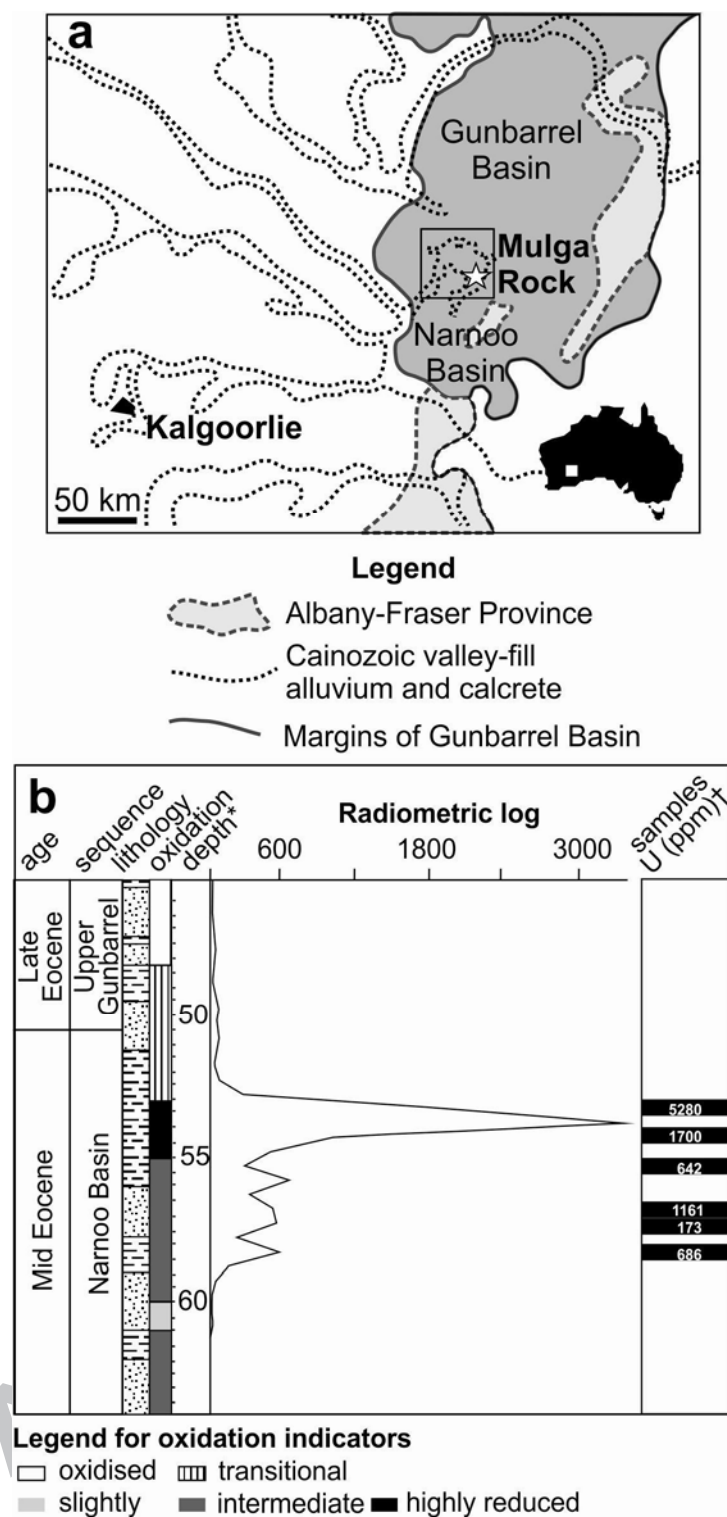 a
Gunbarrel
Basin
Mulga
Rock
Narnoo
Basin
Kalgoorlie
50 km
Legend
Albany-Fraser Province
Cainozoic valley-fill
alluvium and calcrete
Margins of Gunbarrel Basin
b
age
sequence
lithology
oxidation
depth*
Radiometric log
600
1800
3000
samples
U (ppm)†
Late
Eocene
Upper
Gunbarrel
Mid Eocene
Narnoo Basin
50
55
60
5280
1700
642
1161
173
686
Legend for oxidation indicators
oxidised
transitional
slightly
intermediate
highly reduced